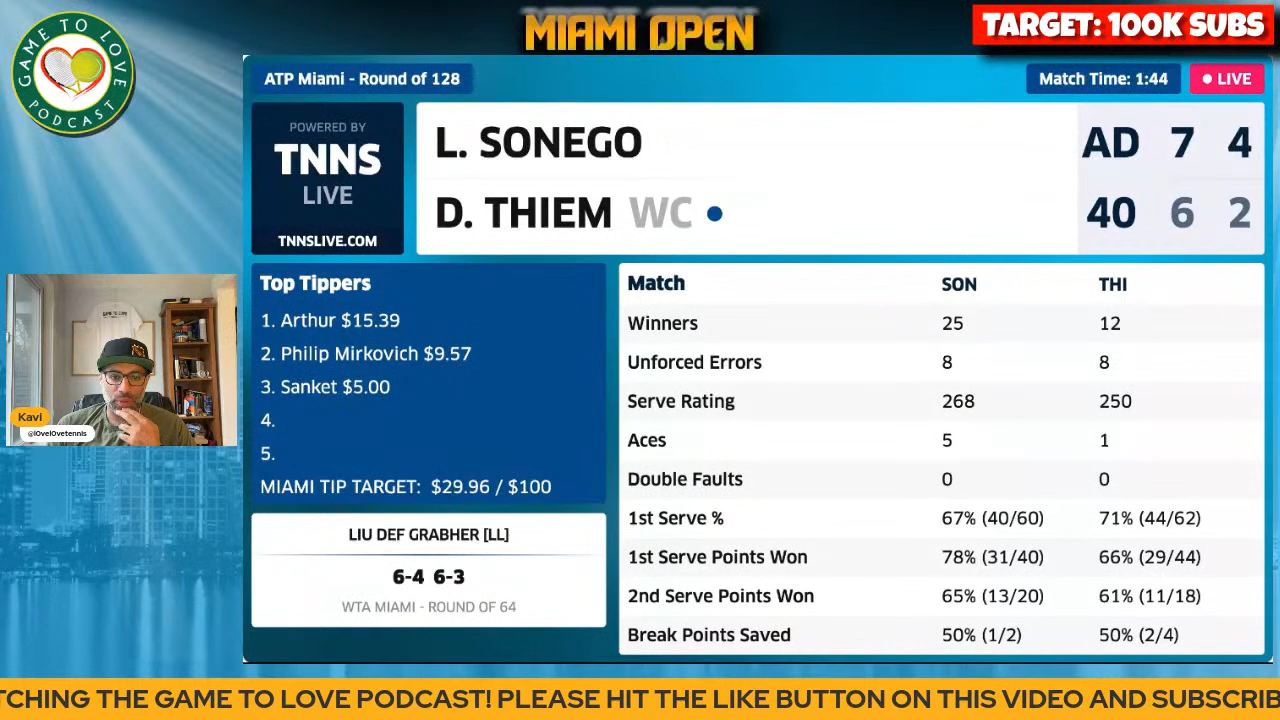 GAME TO LOVE
PODCAST
MIAMI OPEN
TARGET: 100K SUBS
ATP Miami - Round of 128
Match Time: 1:44
LIVE
POWERED BY
TNNS
LIVE
TNNSLIVE.COM
L. SONEGO AD 7 4
D. THIEM WC 40 6 2
Top Tippers
1. Arthur $15.39
2. Philip Mirkovich $9.57
3. Sanket $5.00
4.
5.
MIAMI TIP TARGET: $29.96 / $100
LIU DEF GRABHER [LL]
6-4 6-3
WTA MIAMI - ROUND OF 64
Match SON THI
Winners 25 12
Unforced Errors 8 8
Serve Rating 268 250
Aces 5 1
Double Faults 0 0
1st Serve % 67% (40/60) 71% (44/62)
1st Serve Points Won 78% (31/40) 66% (29/44)
2nd Serve Points Won 65% (13/20) 61% (11/18)
Break Points Saved 50% (1/2) 50% (2/4)
Kavi
@l0vel0vetennis
TCHING THE GAME TO LOVE PODCAST! PLEASE HIT THE LIKE BUTTON ON THIS VIDEO AND SUBSCRIB